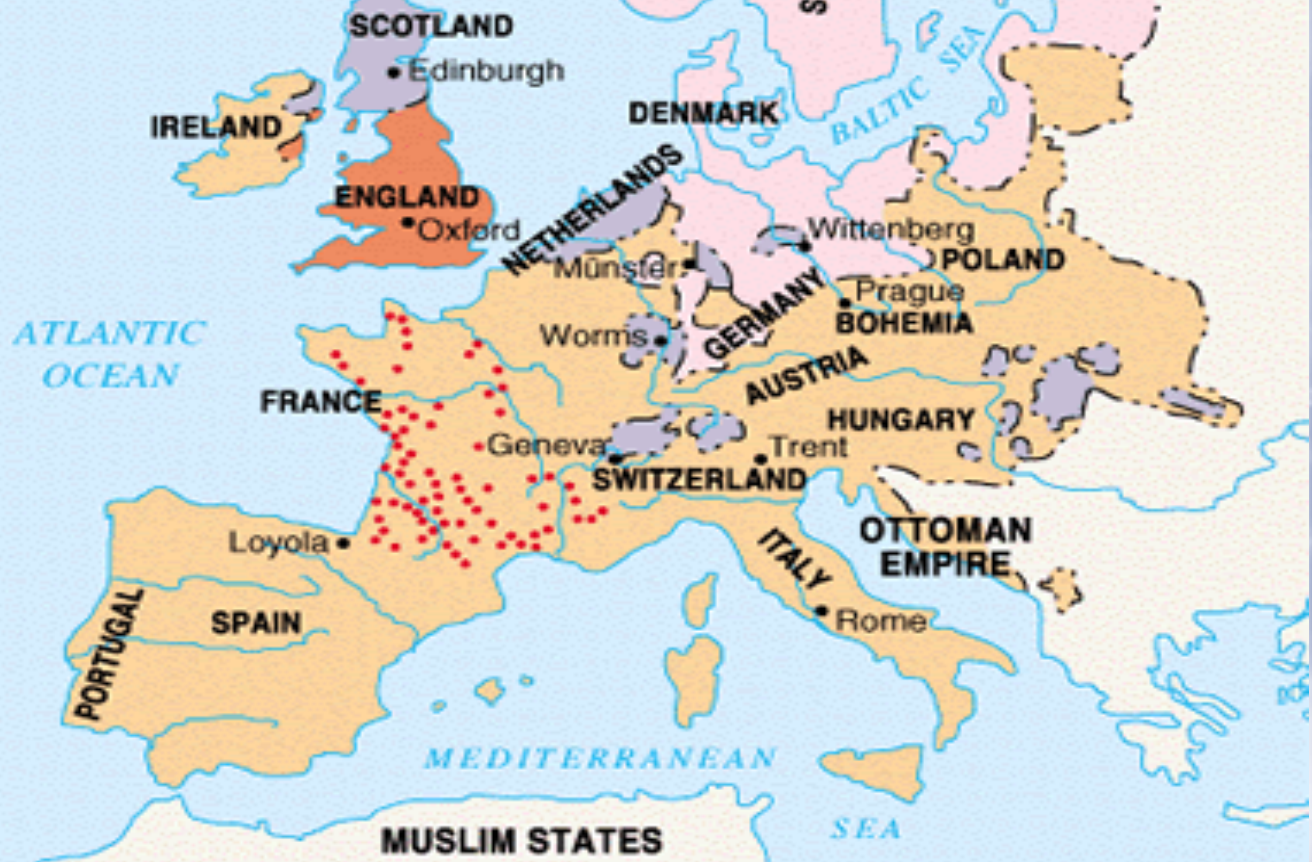 SCOTLAND
Edinburgh
S
IRELAND
DENMARK
BALTIC SEA
ENGLAND
Oxford
NETHERLANDS
Münster
Wittenberg
POLAND
GERMANY
Prague
BOHEMIA
Worms
ATLANTIC
OCEAN
FRANCE
AUSTRIA
HUNGARY
Geneva
Trent
SWITZERLAND
Loyola
ITALY
OTTOMAN
EMPIRE
SPAIN
PORTUGAL
Rome
MEDITERRANEAN
SEA
MUSLIM STATES